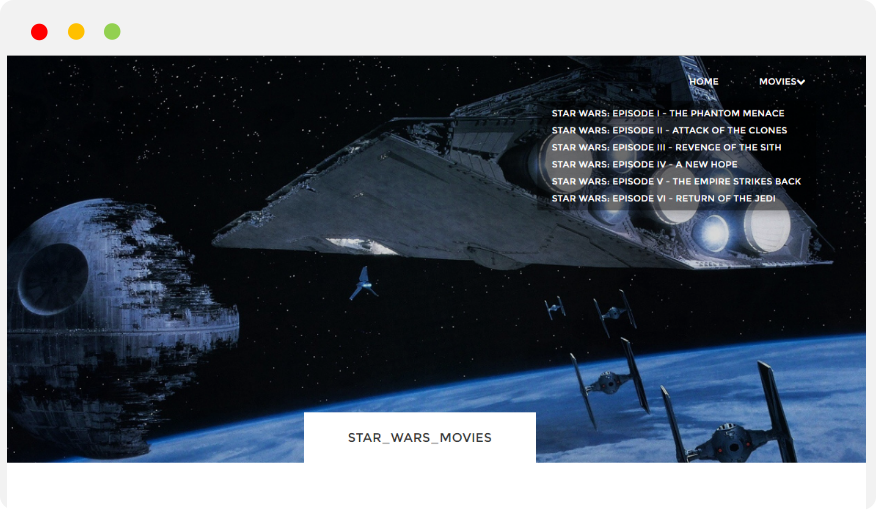 HOME
MOVIES
STAR WARS: EPISODE I - THE PHANTOM MENACE
STAR WARS: EPISODE II - ATTACK OF THE CLONES
STAR WARS: EPISODE III - REVENGE OF THE SITH
STAR WARS: EPISODE IV - A NEW HOPE
STAR WARS: EPISODE V - THE EMPIRE STRIKES BACK
STAR WARS: EPISODE VI - RETURN OF THE JEDI
STAR_WARS_MOVIES